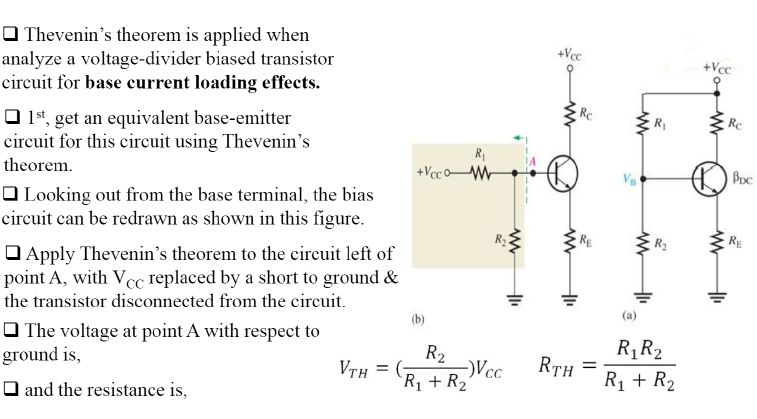 ❑ Thevenin's theorem is applied when
analyze a voltage-divider biased transistor
circuit for base current loading effects.
❑ 1st, get an equivalent base-emitter
circuit for this circuit using Thevenin's
theorem.
❑ Looking out from the base terminal, the bias
circuit can be redrawn as shown in this figure.
❑ Apply Thevenin's theorem to the circuit left of
point A, with VCC replaced by a short to ground &
the transistor disconnected from the circuit.
❑ The voltage at point A with respect to
ground is,
❑ and the resistance is,
+VCC
RC
R1
A
+VCC
R2
RE
(b)
+VCC
R1
RC
VB
βDC
R2
RE
(a)
VTH = (R2 / R1 + R2)VCC
RTH = R1R2 / R1 + R2